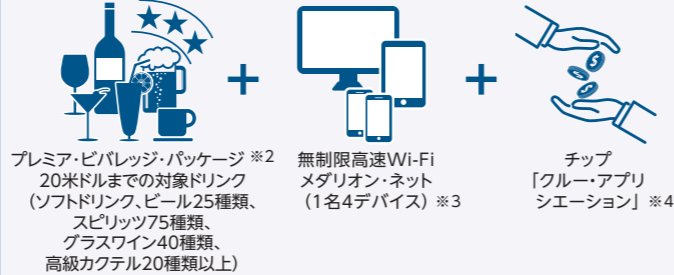 プレミア・ビバレッジ・パッケージ ※2
20米ドルまでの対象ドリンク
(ソフトドリンク、ビール25種類、
スピリッツ75種類、
グラスワイン40種類、
高級カクテル20種類以上)
無制限高速Wi-Fi
メダリオン・ネット
(1名4デバイス) ※3
チップ
「クルー・アプリ
シエーション」 ※4